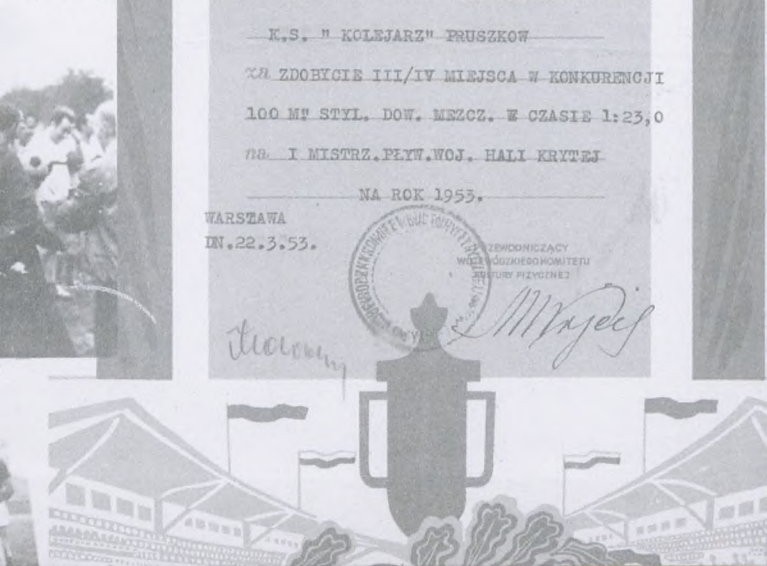 K.S. " KOLEJARZ" PRUSZKOW
za ZDOBYCIE III/IV MIEJSCA W KONKURENCJI
100 MT STYL. DOW. MEZCZ. W CZASIE 1:23,0
na I MISTRZ.PŁYW.WOJ. HALI KRYTEJ
NA ROK 1953.
WARSZAWA
DN.22.3.53.
ZEWODNICZĄCY
WOJEWÓDZKIEGO KOMITETU
KULTURY FIZYCZNEJ